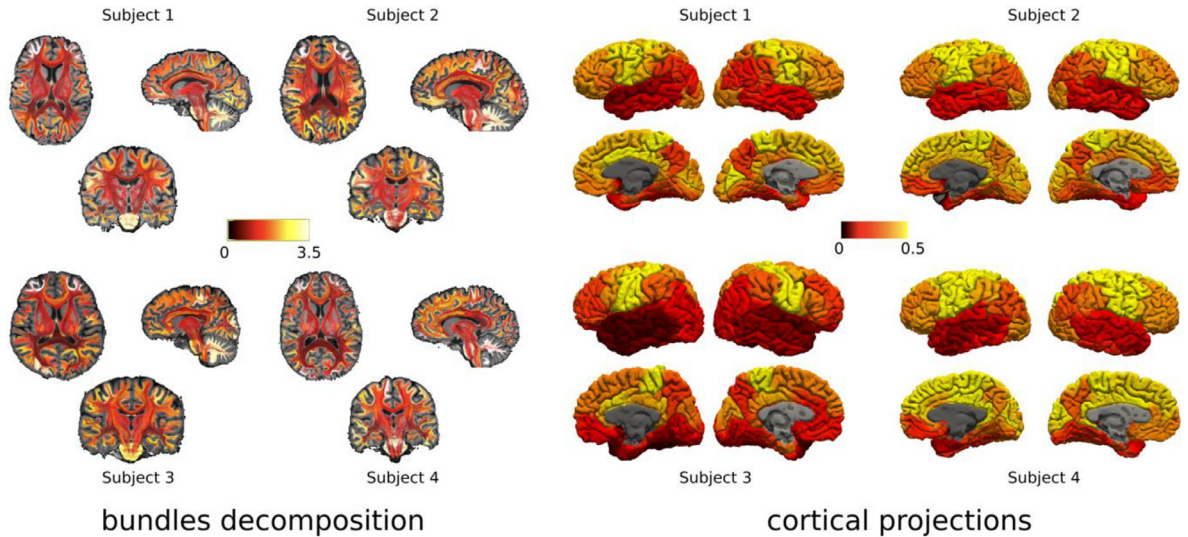 Subject 1
Subject 2
Subject 1
Subject 2
0
3.5
0
0.5
Subject 3
Subject 4
Subject 3
Subject 4
bundles decomposition
cortical projections